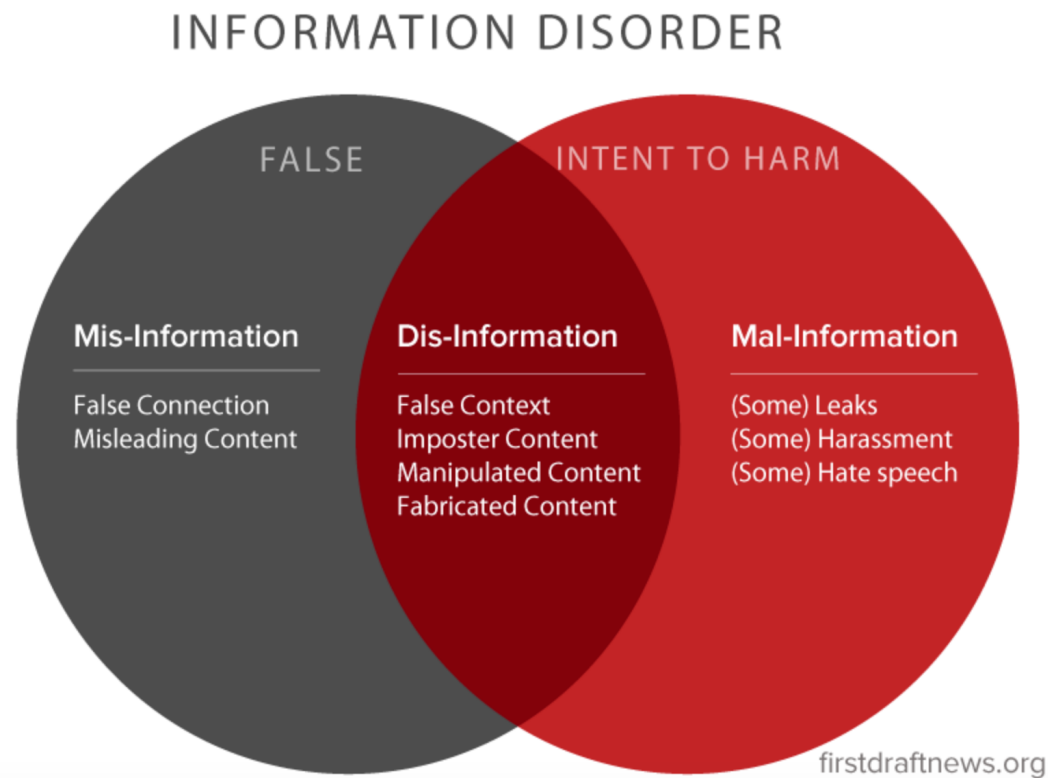 INFORMATION DISORDER
FALSE
INTENT TO HARM
Mis-Information
False Connection
Misleading Content
Dis-Information
False Context
Imposter Content
Manipulated Content
Fabricated Content
Mal-Information
(Some) Leaks
(Some) Harassment
(Some) Hate speech
firstdraftnews.org